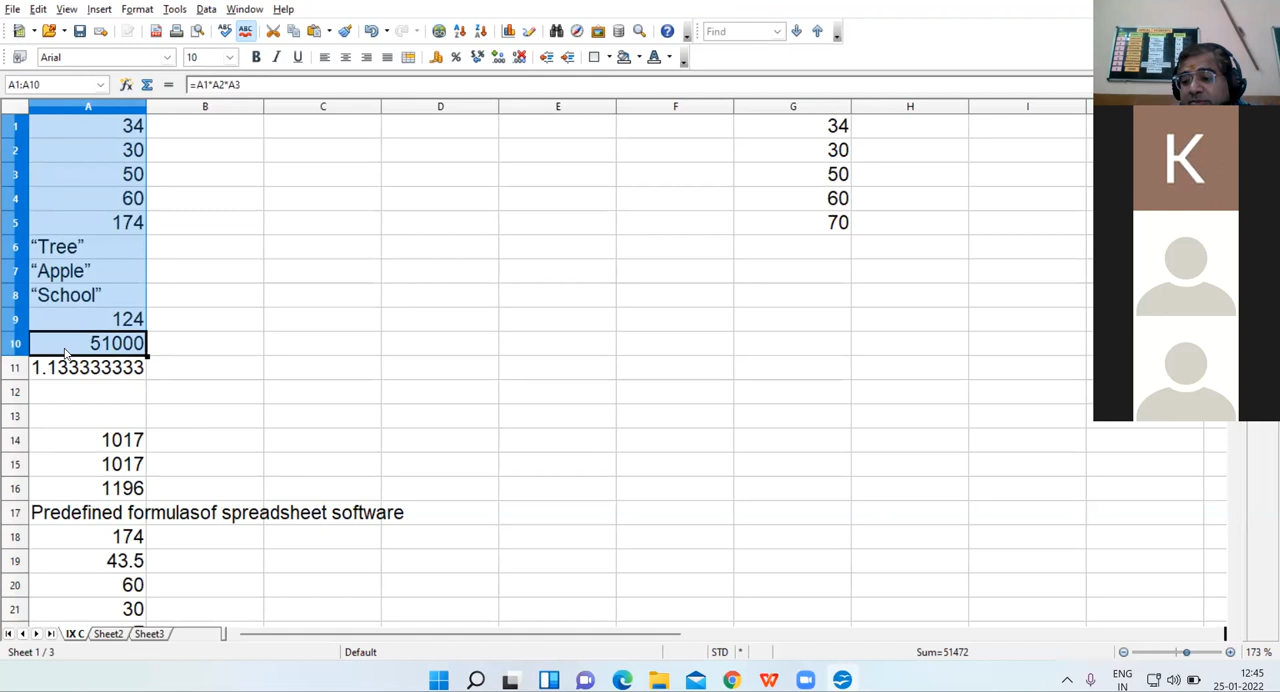 File Edit View Insert Format Tools Data Window Help
ABC ABC Find
Arial 10 B I U %
A1:A10 =A1*A2*A3
A B C D E F G H I
1 34 34
2 30 30
3 50 50
4 60 60
5 174 70
6 “Tree”
7 “Apple”
8 “School”
9 124
10 51000
11 1.133333333
12
13
14 1017
15 1017
16 1196
17 Predefined formulasof spreadsheet software
18 174
19 43.5
20 60
21 30
IX C Sheet2 Sheet3
Sheet 1 / 3 Default STD * Sum=51472 173 %
ENG 12:45
IN 25-01-2022
K